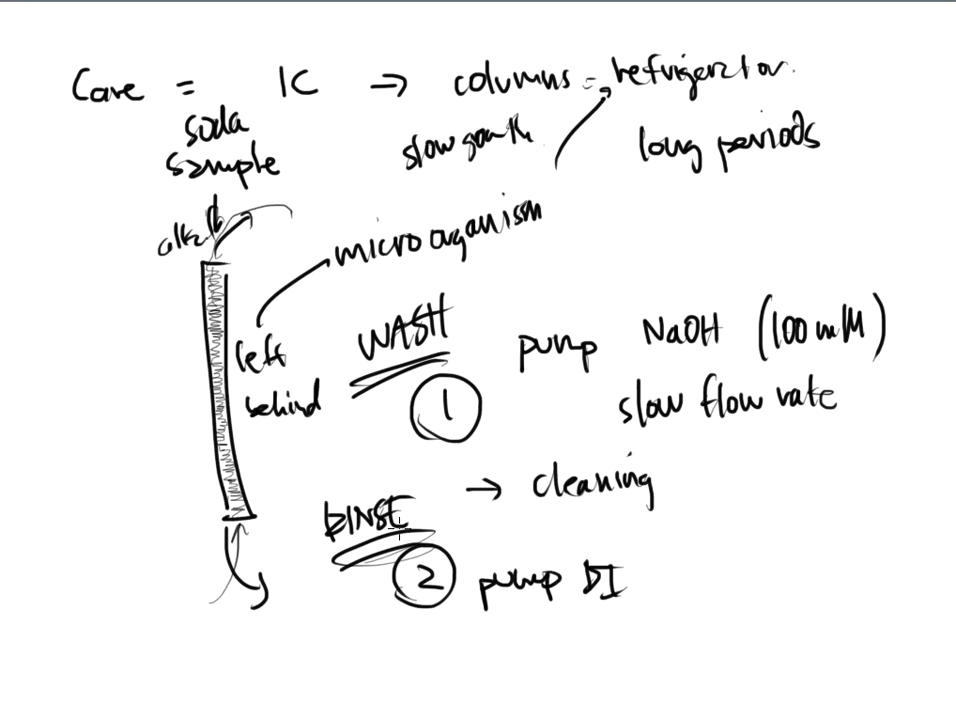 Care = IC → columns = refrigerator.
soda
sample
slow growth
long periods
microorganism
left
behind
WASH
1
pump NaOH (100 mM)
slow flow rate
→ cleaning
RINSE
2
pump DI